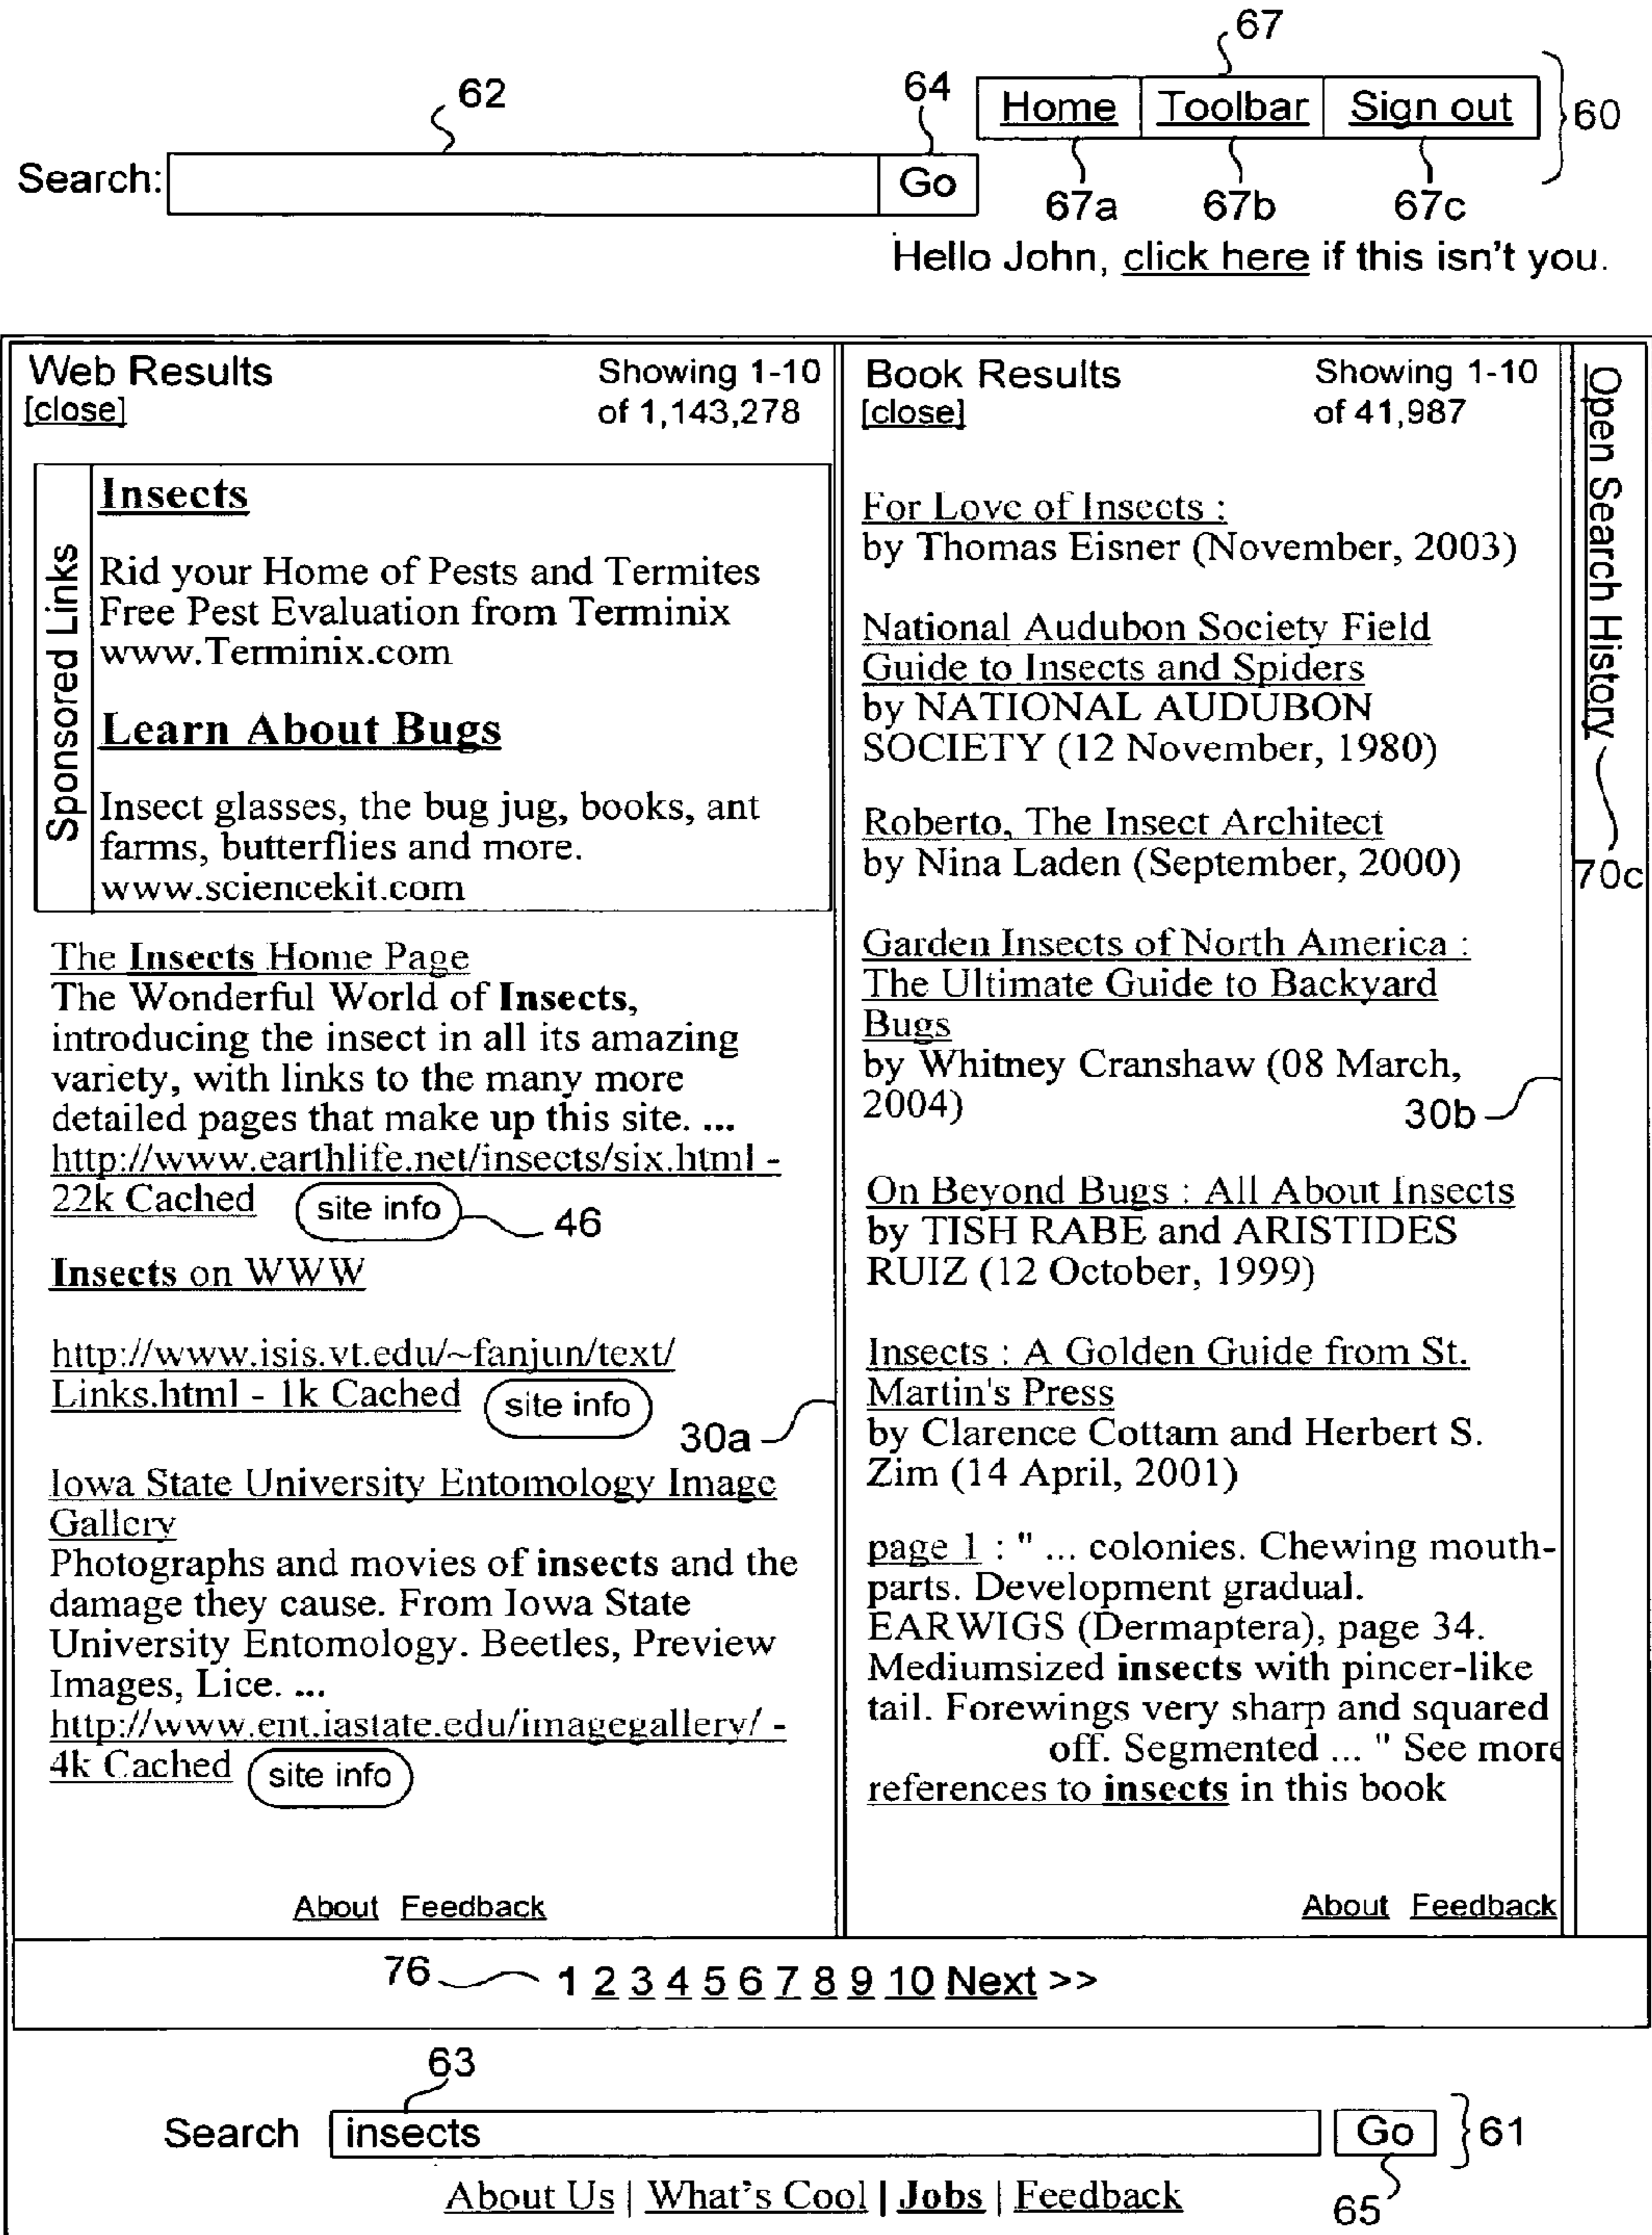 67
62
64
Home Toolbar Sign out
60
Search:
Go
67a 67b 67c
Hello John, click here if this isn't you.
Web Results
Showing 1-10
[close]
of 1,143,278
Sponsored Links
Insects
Rid your Home of Pests and Termites
Free Pest Evaluation from Terminix
www.Terminix.com
Learn About Bugs
Insect glasses, the bug jug, books, ant
farms, butterflies and more.
www.sciencekit.com
The Insects Home Page
The Wonderful World of Insects,
introducing the insect in all its amazing
variety, with links to the many more
detailed pages that make up this site. ...
http://www.earthlife.net/insects/six.html -
22k Cached site info
46
Insects on WWW
http://www.isis.vt.edu/~fanjun/text/
Links.html - 1k Cached site info
30a
Iowa State University Entomology Image
Gallery
Photographs and movies of insects and the
damage they cause. From Iowa State
University Entomology. Beetles, Preview
Images, Lice. ...
http://www.ent.iastate.edu/imagegallery/ -
4k Cached site info
About Feedback
Book Results
Showing 1-10
[close]
of 41,987
For Love of Insects :
by Thomas Eisner (November, 2003)
National Audubon Society Field
Guide to Insects and Spiders
by NATIONAL AUDUBON
SOCIETY (12 November, 1980)
Roberto, The Insect Architect
by Nina Laden (September, 2000)
Garden Insects of North America :
The Ultimate Guide to Backyard
Bugs
by Whitney Cranshaw (08 March,
2004)
30b
On Beyond Bugs : All About Insects
by TISH RABE and ARISTIDES
RUIZ (12 October, 1999)
Insects : A Golden Guide from St.
Martin's Press
by Clarence Cottam and Herbert S.
Zim (14 April, 2001)
page 1 : " ... colonies. Chewing mouth-
parts. Development gradual.
EARWIGS (Dermaptera), page 34.
Mediumsized insects with pincer-like
tail. Forewings very sharp and squared
off. Segmented ... " See more
references to insects in this book
About Feedback
Open Search History
70c
76
1 2 3 4 5 6 7 8 9 10 Next >>
63
Search insects Go
61
About Us | What's Cool | Jobs | Feedback
65